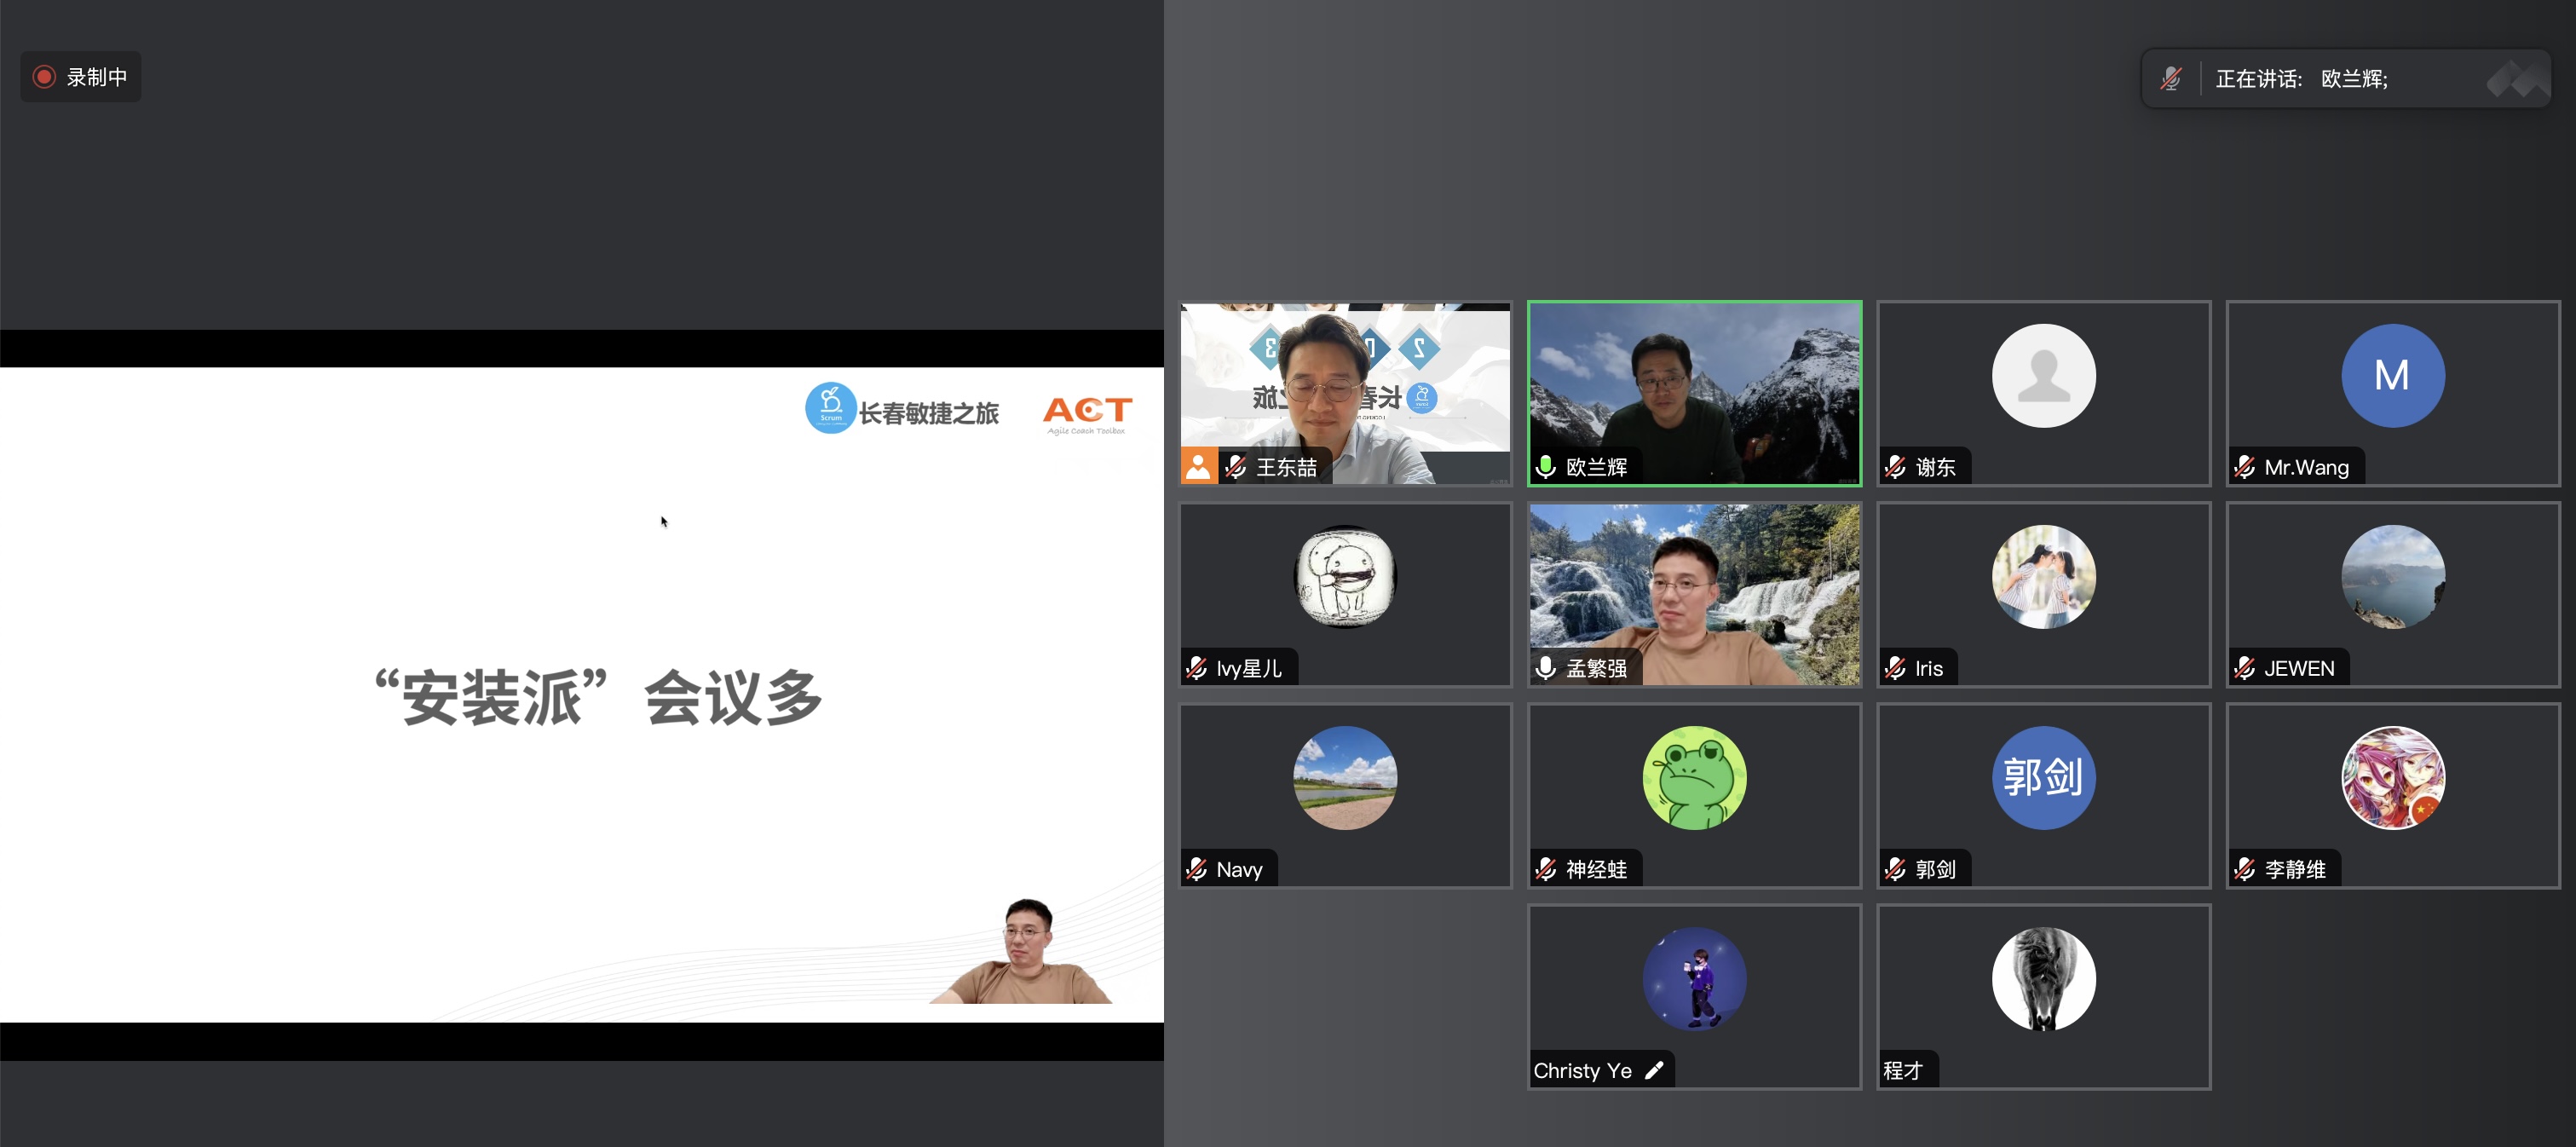 录制中
正在讲话: 欧兰辉;
Scrum
长春敏捷之旅
ACT
Agile Coach Toolbox
“安装派”会议多
3
2
王东喆
欧兰辉
谢东
M
Mr.Wang
Ivy星儿
孟繁强
Iris
JEWEN
Navy
神经蛙
郭剑
郭剑
李静维
Christy Ye
程才